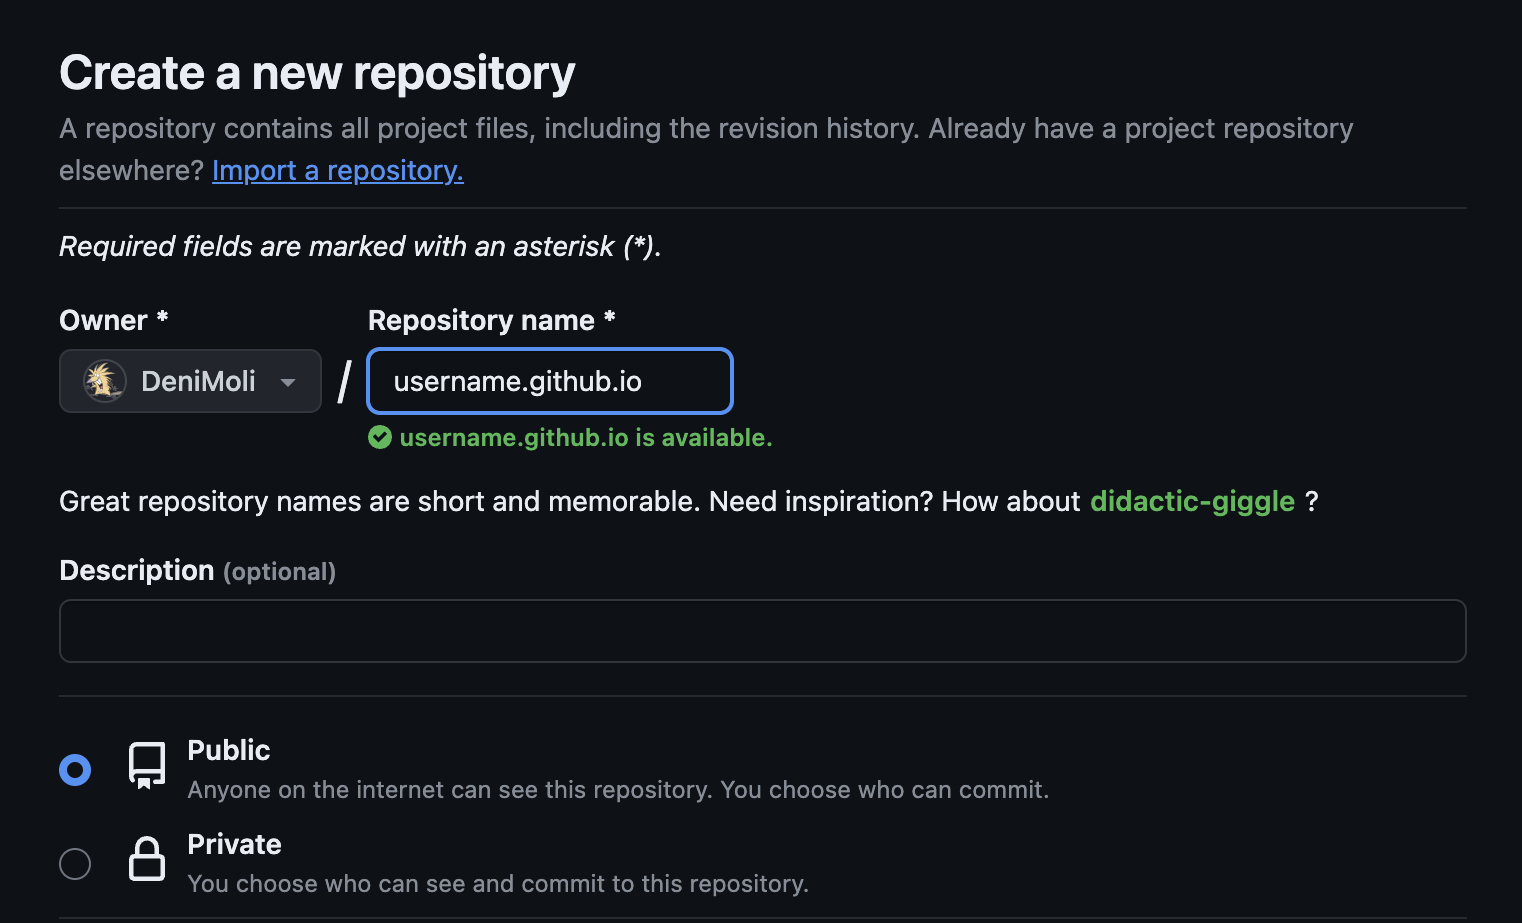 Create a new repository
A repository contains all project files, including the revision history. Already have a project repository
elsewhere? Import a repository.
Required fields are marked with an asterisk (*).
Owner *
Repository name *
DeniMoli
/
username.github.io
username.github.io is available.
Great repository names are short and memorable. Need inspiration? How about didactic-giggle ?
Description (optional)
Public
Anyone on the internet can see this repository. You choose who can commit.
Private
You choose who can see and commit to this repository.